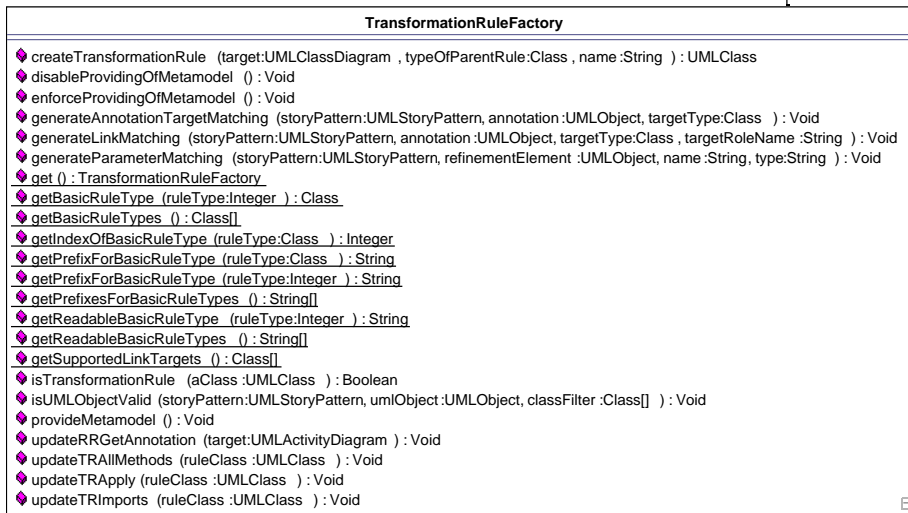 TransformationRuleFactory
createTransformationRule (target:UMLClassDiagram , typeOfParentRule:Class , name :String ) : UMLClass
disableProvidingOfMetamodel () : Void
enforceProvidingOfMetamodel () : Void
generateAnnotationTargetMatching (storyPattern:UMLStoryPattern, annotation :UMLObject, targetType:Class ) : Void
generateLinkMatching (storyPattern:UMLStoryPattern, annotation :UMLObject, targetType:Class , targetRoleName :String ) : Void
generateParameterMatching (storyPattern:UMLStoryPattern, refinementElement :UMLObject, name :String, type:String ) : Void
get () : TransformationRuleFactory
getBasicRuleType (ruleType:Integer ) : Class
getBasicRuleTypes () : Class[]
getIndexOfBasicRuleType (ruleType:Class ) : Integer
getPrefixForBasicRuleType (ruleType:Class ) : String
getPrefixForBasicRuleType (ruleType:Integer ) : String
getPrefixesForBasicRuleTypes () : String[]
getReadableBasicRuleType (ruleType:Integer ) : String
getReadableBasicRuleTypes () : String[]
getSupportedLinkTargets () : Class[]
isTransformationRule (aClass :UMLClass ) : Boolean
isUMLObjectValid (storyPattern:UMLStoryPattern, umlObject :UMLObject, classFilter :Class[] ) : Void
provideMetamodel () : Void
updateRRGetAnnotation (target:UMLActivityDiagram ) : Void
updateTRAllMethods (ruleClass :UMLClass ) : Void
updateTRApply (ruleClass :UMLClass ) : Void
updateTRImports (ruleClass :UMLClass ) : Void